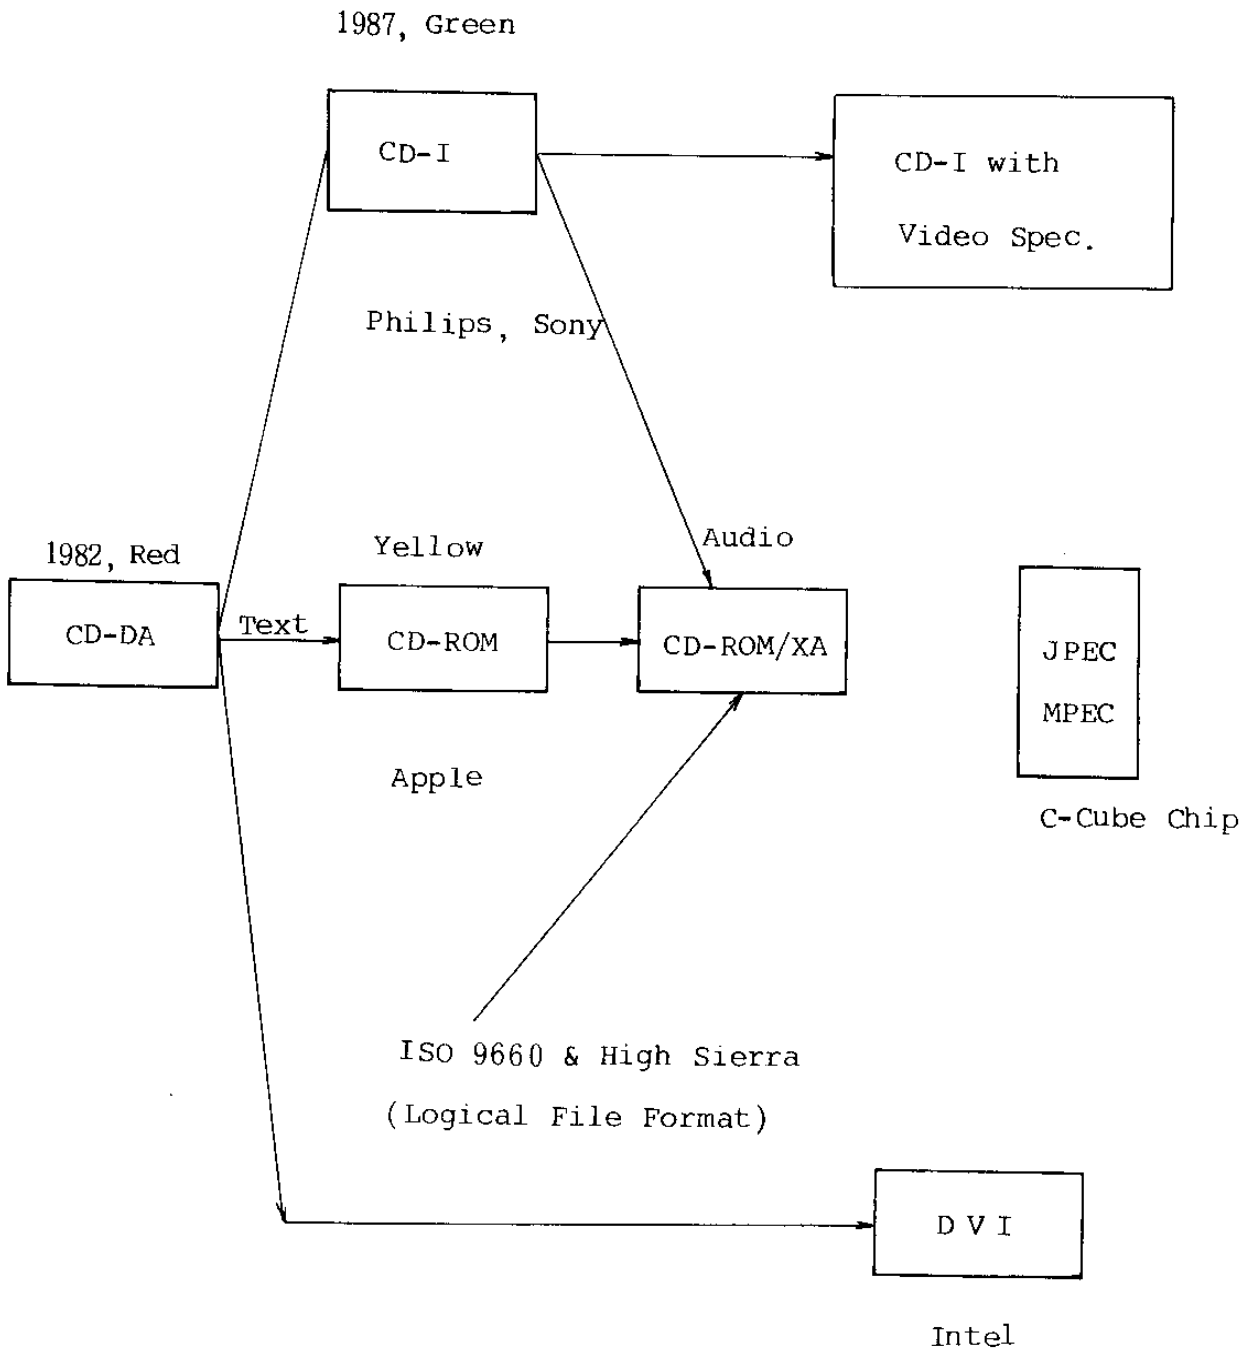 1987, Green
CD-I
CD-I with
Video Spec.
Philips, Sony
1982, Red
Yellow
Audio
CD-DA
Text
CD-ROM
CD-ROM/XA
JPEC
MPEC
Apple
C-Cube Chip
ISO 9660 & High Sierra
(Logical File Format)
D V I
Intel